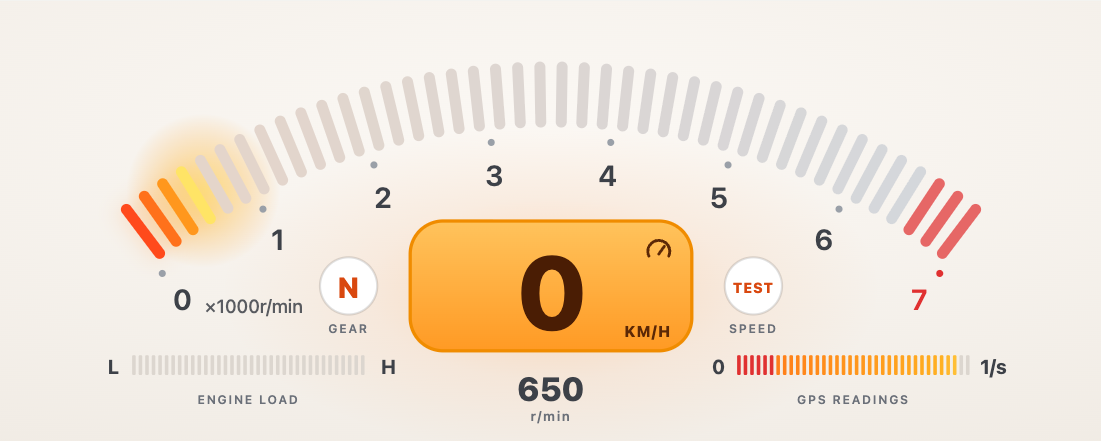 3 4
2 5
1 6
0 ×1000r/min 7
N
GEAR
0
KM/H
TEST
SPEED
L H
ENGINE LOAD
650
r/min
0 1/s
GPS READINGS